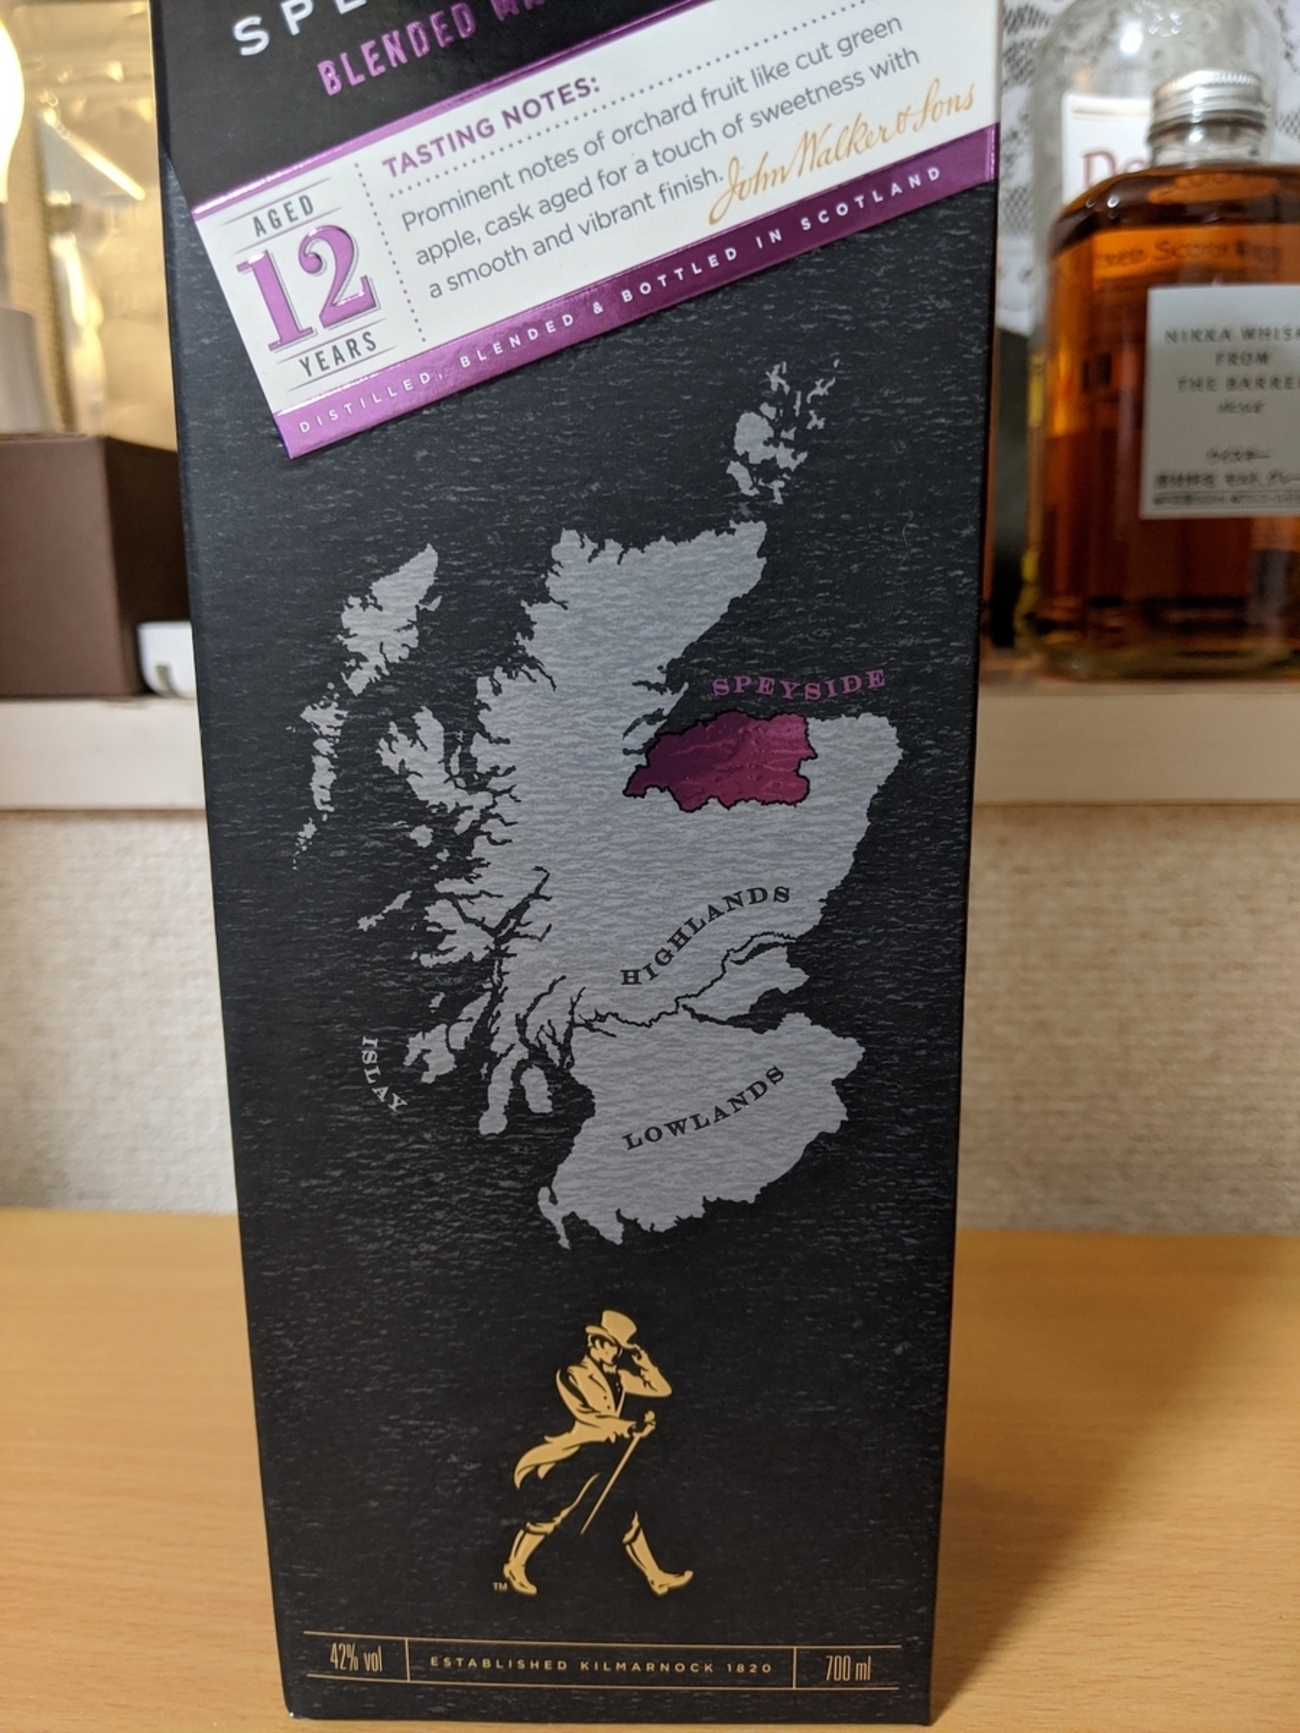 BLENDED
TASTING NOTES:
Prominent notes of orchard fruit like cut green
apple, cask aged for a touch of sweetness with
a smooth and vibrant finish.
John Walker & Sons
AGED
12
YEARS
DISTILLED, BLENDED & BOTTLED IN SCOTLAND
SPEYSIDE
HIGHLANDS
ISLAY
LOWLANDS
TM
42% vol
ESTABLISHED KILMARNOCK 1820
700 ml
NIKKA
FROM
THE